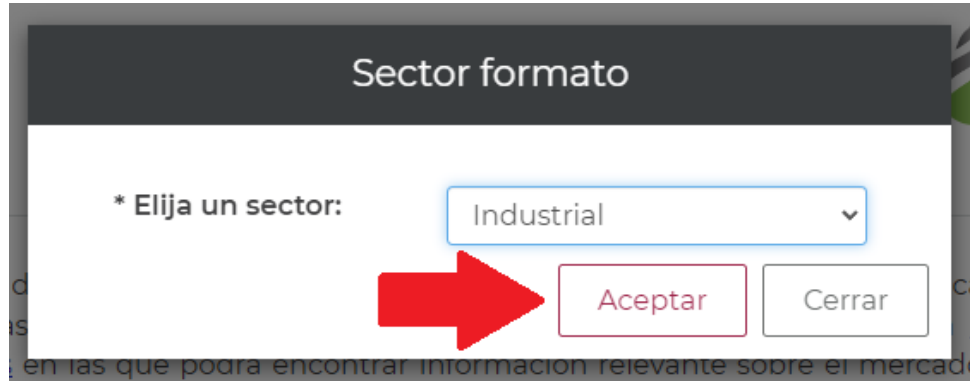 Sector formato
* Elija un sector:
Industrial
Aceptar
Cerrar
en las que podrá encontrar información relevante sobre el mercado